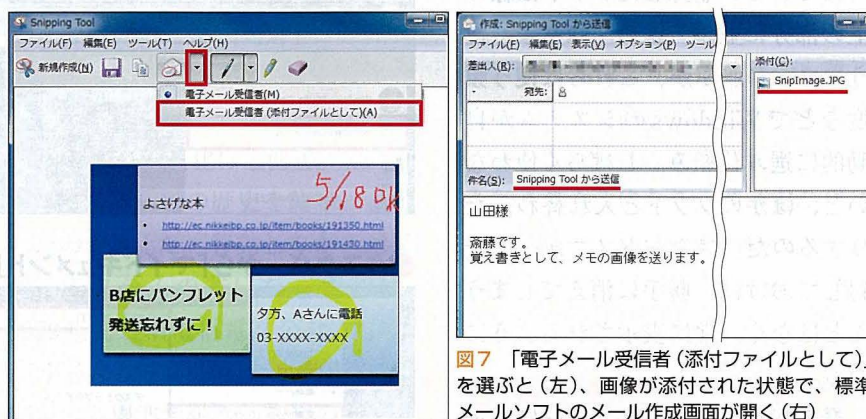 Snipping Tool
ファイル(F) 編集(E) ツール(T) ヘルプ(H)
新規作成(N)
電子メール受信者(M)
電子メール受信者 (添付ファイルとして)(A)
よさげな本
5/18 OK
http://ec.nikkeibp.co.jp/item/books/191350.html
http://ec.nikkeibp.co.jp/item/books/191430.html
B店にパンフレット
発送忘れずに！
夕方、Aさんに電話
03-XXXX-XXXX
作成: Snipping Tool から送信
ファイル(F) 編集(E) 表示(V) オプション(P) ツール
差出人(R):
宛先:
添付(C):
SnipImage.JPG
件名(S): Snipping Tool から送信
山田様
斎藤です。
覚え書きとして、メモの画像を送ります。
図7 「電子メール受信者（添付ファイルとして）」
を選ぶと（左）、画像が添付された状態で、標準
メールソフトのメール作成画面が開く（右）